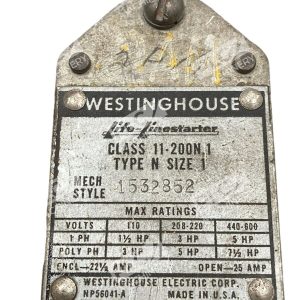 WESTINGHOUSE
Life-Linestarter
CLASS 11-200N,1
TYPE N SIZE 1
MECH STYLE 1532852
MAX RATINGS
VOLTS 110 208-220 440-600
1 PH 1½ HP 3 HP 5 HP
POLY PH 3 HP 5 HP 7½ HP
ENCL-22½ AMP OPEN-25 AMP
WESTINGHOUSE ELECTRIC CORP.
NP56041-A MADE IN U.S.A.